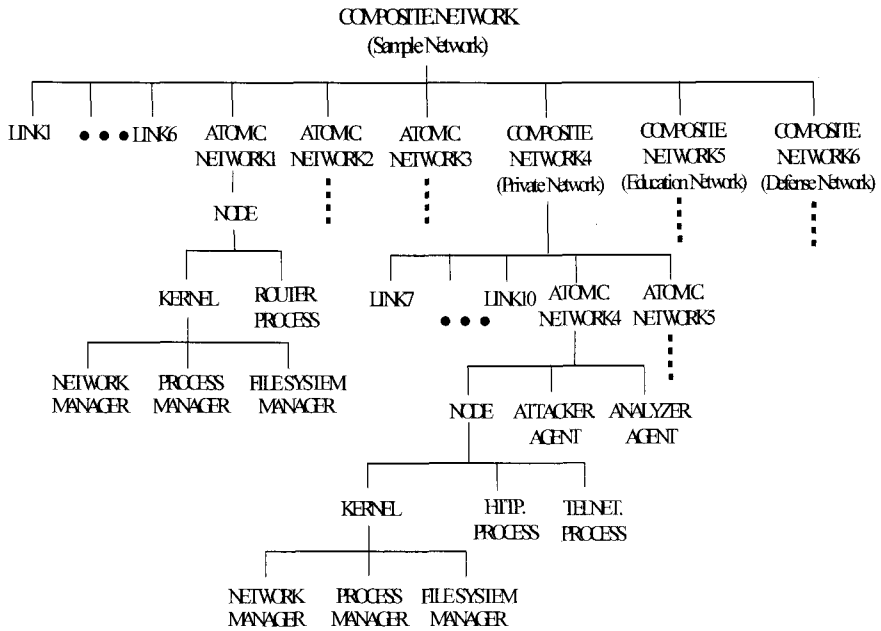 COMPOSITE NETWORK
(Sample Network)
LINK1
LINK6
ATOMIC
NETWORK1
ATOMIC
NETWORK2
ATOMIC
NETWORK3
COMPOSITE
NETWORK4
(Private Network)
COMPOSITE
NETWORK5
(Education Network)
COMPOSITE
NETWORK6
(Defense Network)
NODE
KERNEL
ROUTER
PROCESS
LINK7
LINK10
ATOMIC
NETWORK4
ATOMIC
NETWORK5
NETWORK
MANAGER
PROCESS
MANAGER
FILE SYSTEM
MANAGER
NODE
ATTACKER
AGENT
ANALYZER
AGENT
KERNEL
HTTP.
PROCESS
TELNET.
PROCESS
NETWORK
MANAGER
PROCESS
MANAGER
FILE SYSTEM
MANAGER